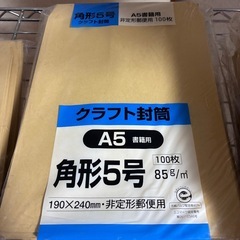 角形5号
クラフト封筒
A5書籍用
非定形郵便用 100枚
クラフト封筒
A5 書籍用
100枚
角形5号
85g/㎡
190×240mm・非定形郵便用